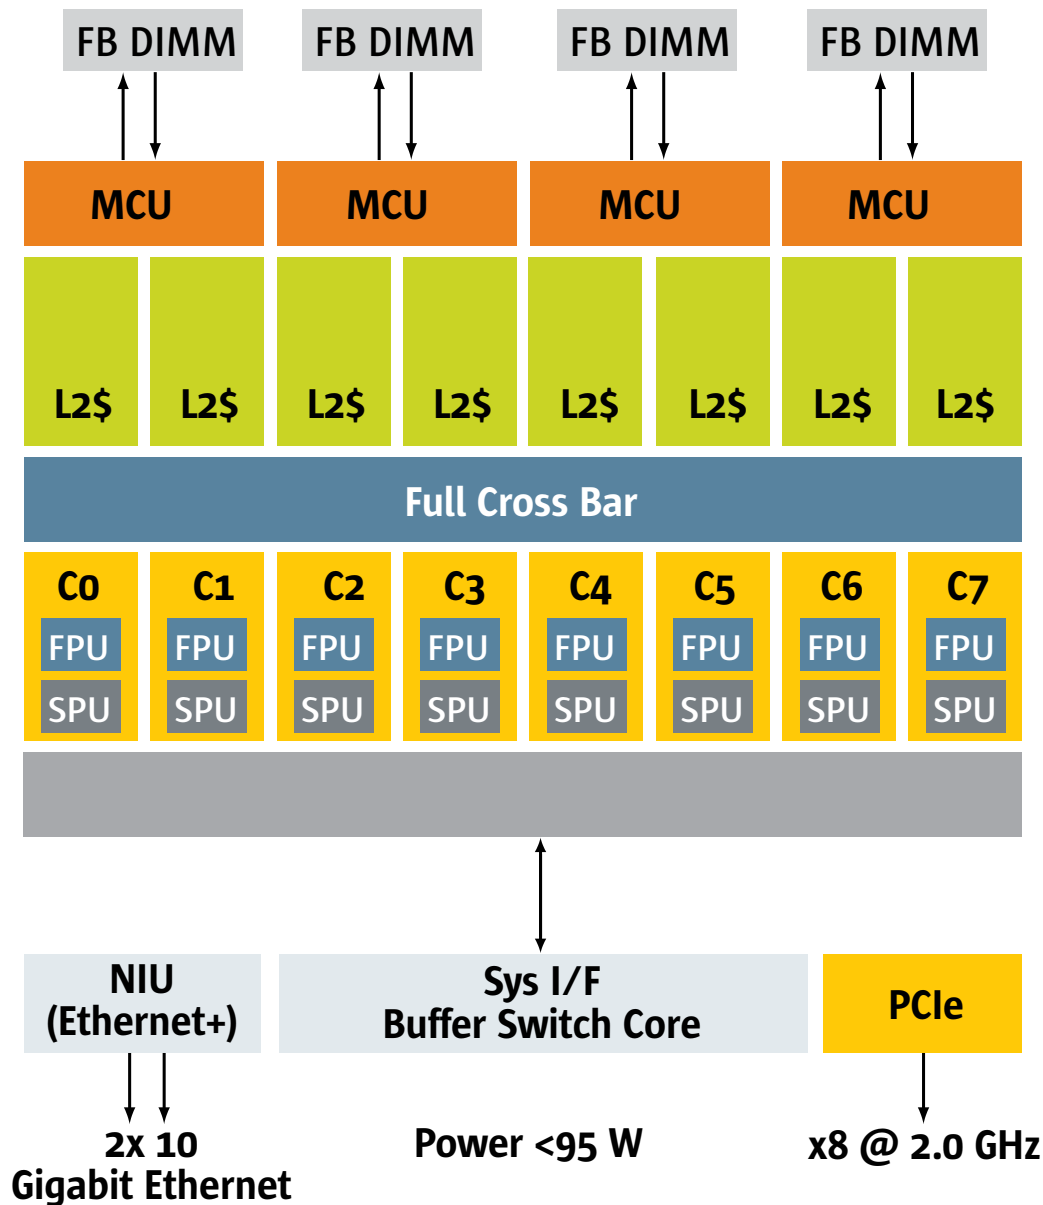 FB DIMM FB DIMM FB DIMM FB DIMM
MCU MCU MCU MCU
L2$ L2$ L2$ L2$ L2$ L2$ L2$ L2$
Full Cross Bar
C0 C1 C2 C3 C4 C5 C6 C7
FPU FPU FPU FPU FPU FPU FPU FPU
SPU SPU SPU SPU SPU SPU SPU SPU
NIU
(Ethernet+)
Sys I/F
Buffer Switch Core
PCIe
2x 10
Gigabit Ethernet
Power <95 W
x8 @ 2.0 GHz